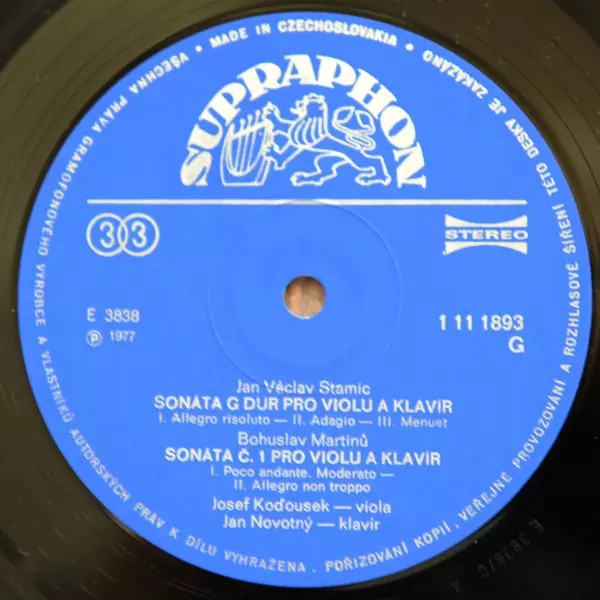 VŠECHNA PRÁVA GRAMOFONOVÉHO VÝROBCE A VLASTNÍKŮ AUTORSKÝCH PRÁV K DÍLU VYHRAŽENA. POŘIZOVÁNÍ KOPIÍ, VEŘEJNÉ PROVOZOVÁNÍ A ROZHLASOVÉ ŠÍŘENÍ TÉTO DESKY JE ZAKÁZÁNO
• MADE IN CZECHOSLOVAKIA •
SUPRAPHON
33
STEREO
E 3838
℗ 1977
1 11 1893
G
Jan Věclav Stamic
SONÁTA G DUR PRO VIOLU A KLAVÍR
I. Allegro risoluto — II. Adagio — III. Menuet
Bohuslav Martinů
SONÁTA Č. 1 PRO VIOLU A KLAVÍR
I. Poco andante. Moderato —
II. Allegro non troppo
Josef Koďousek — viola
Jan Novotný — klavír